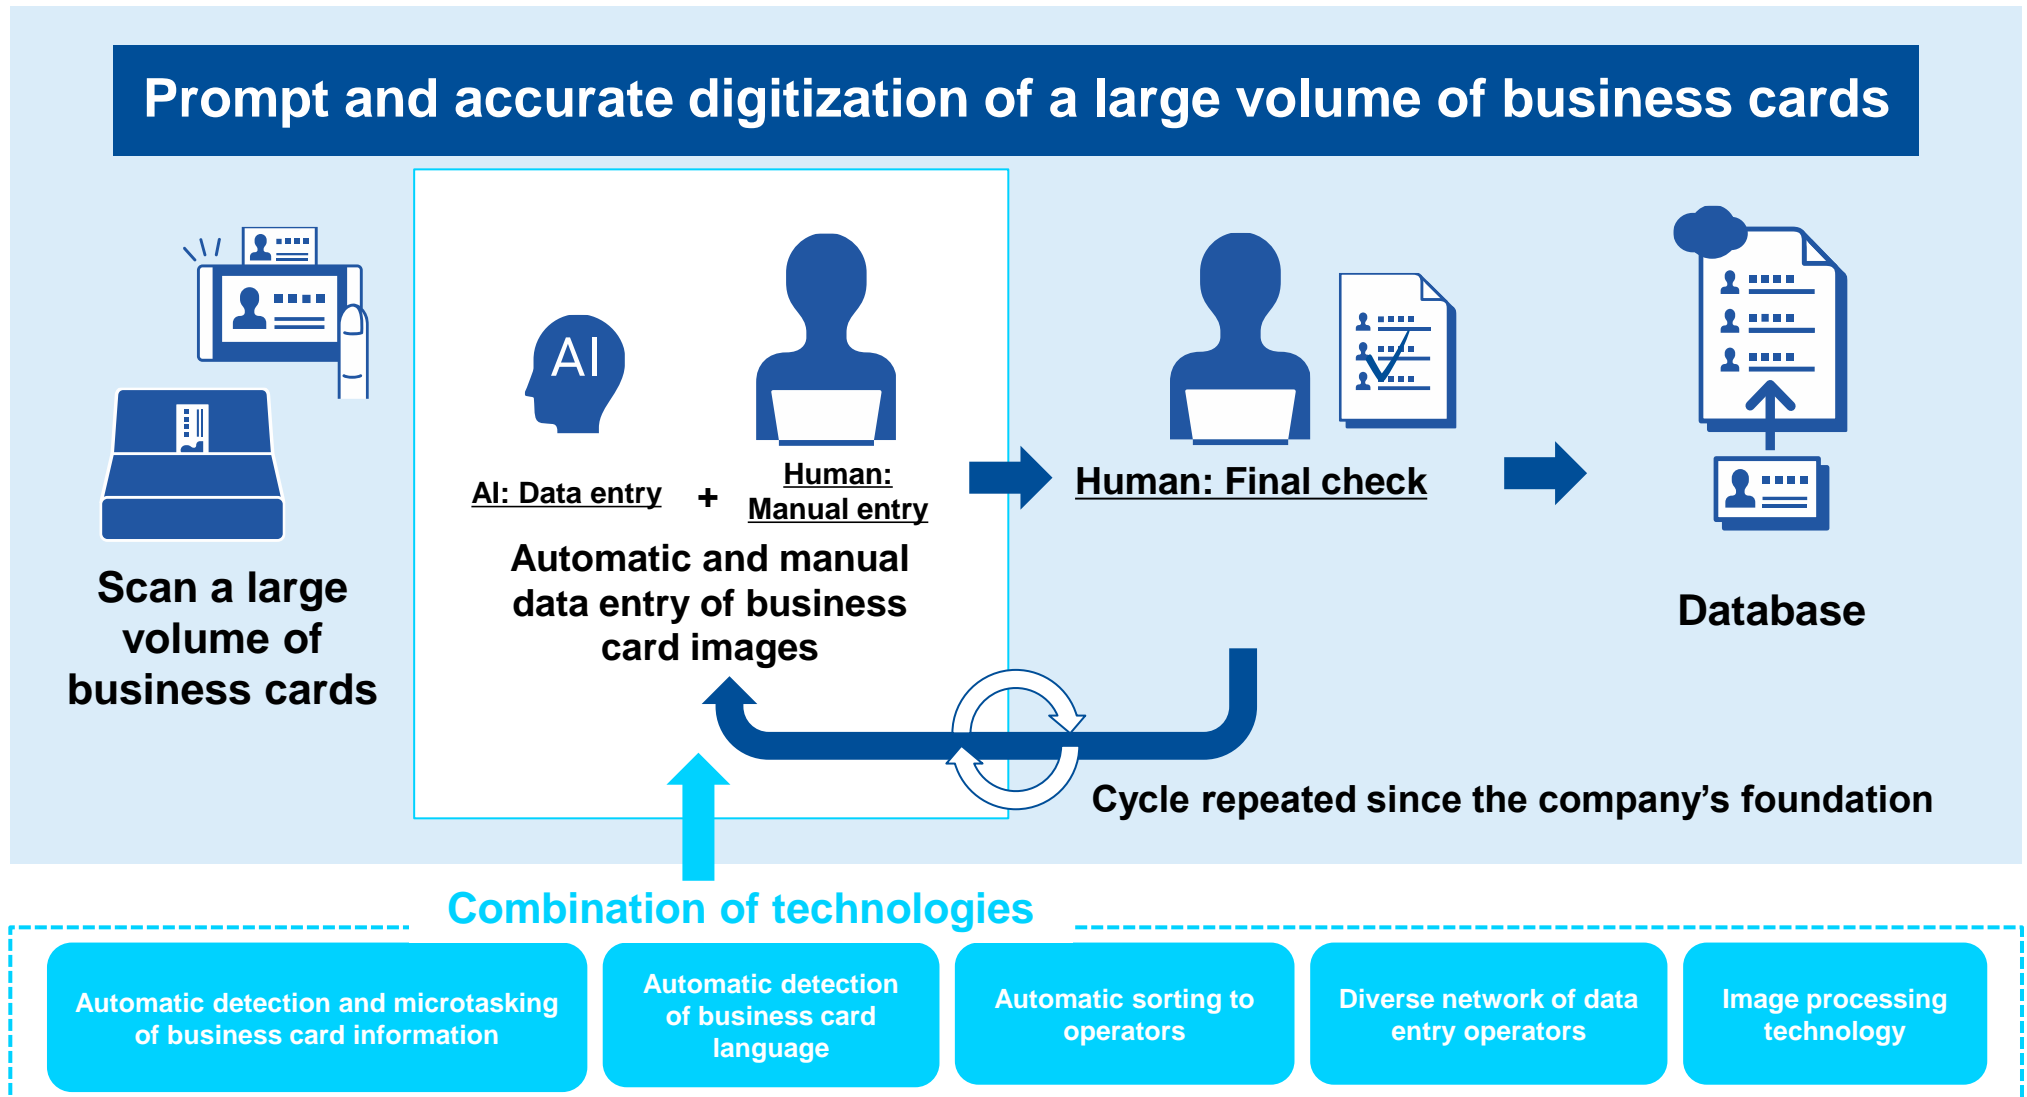 Prompt and accurate digitization of a large volume of business cards
Scan a large
volume of
business cards
AI
AI: Data entry
+
Human:
Manual entry
Automatic and manual
data entry of business
card images
Human: Final check
Database
Cycle repeated since the company’s foundation
Combination of technologies
Automatic detection and microtasking
of business card information
Automatic detection
of business card
language
Automatic sorting to
operators
Diverse network of data
entry operators
Image processing
technology